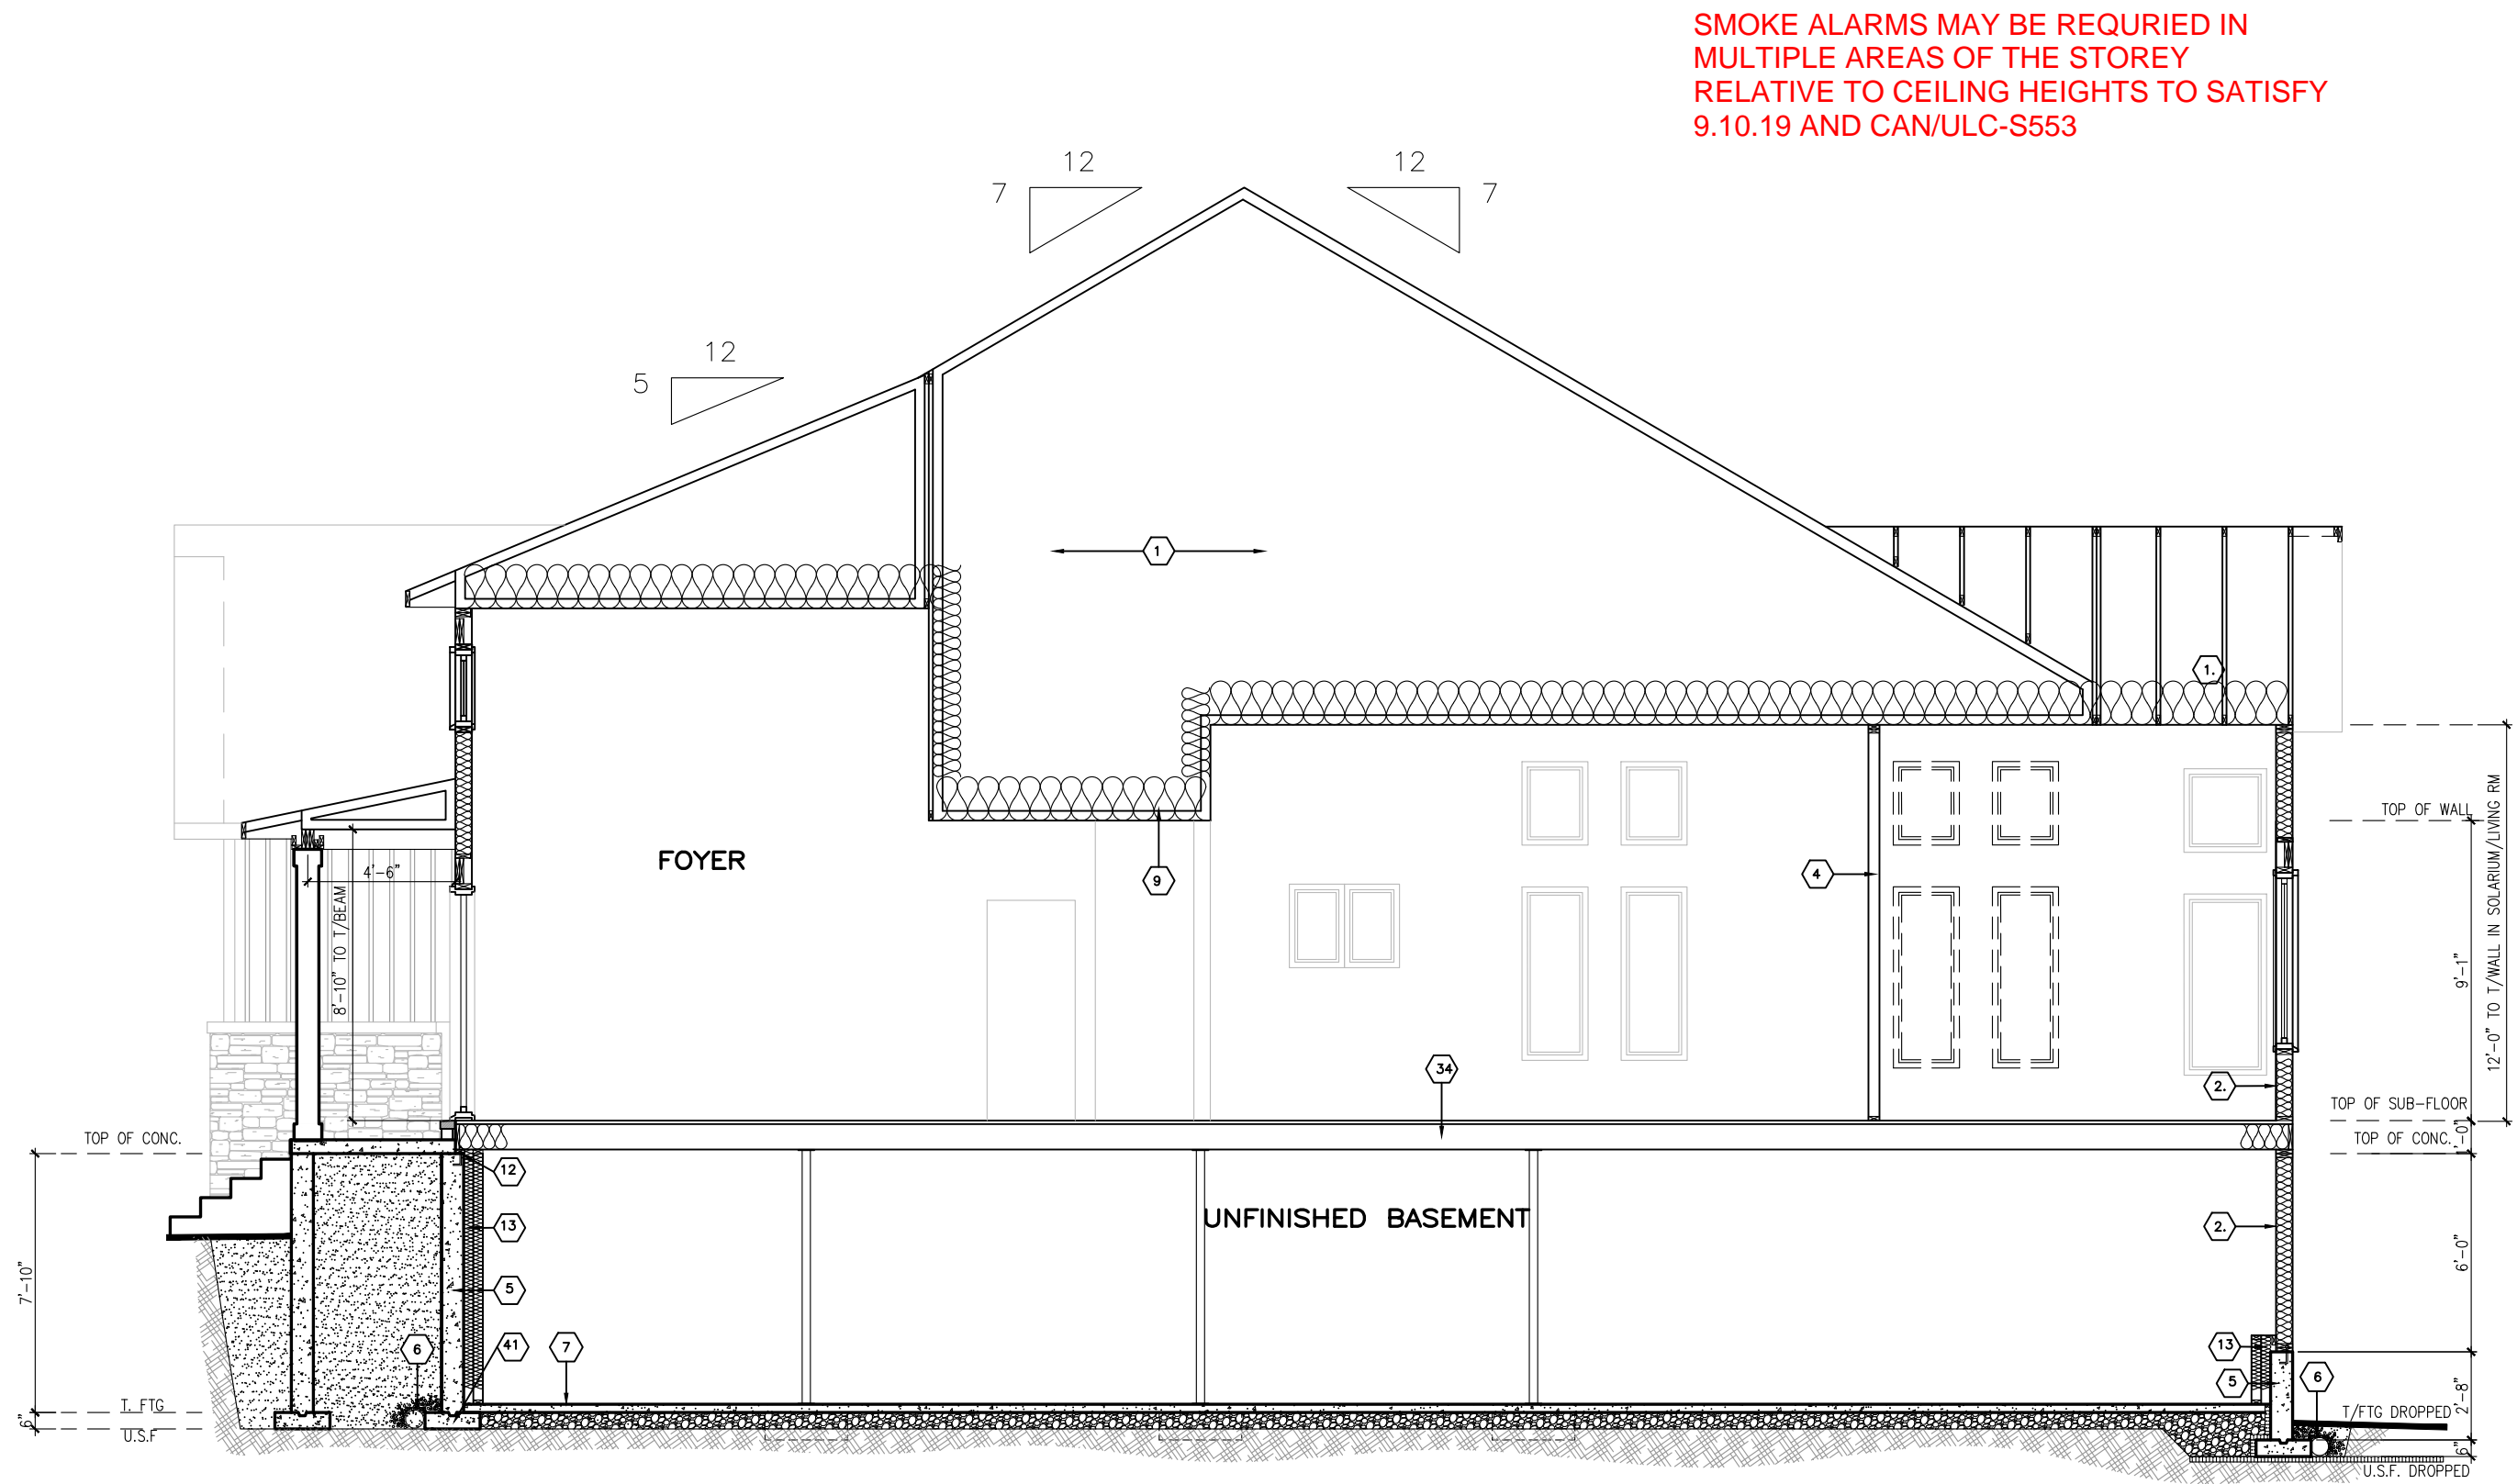 SMOKE ALARMS MAY BE REQURIED IN
MULTIPLE AREAS OF THE STOREY
RELATIVE TO CEILING HEIGHTS TO SATISFY
9.10.19 AND CAN/ULC-S553
12
7
12
7
12
5
1
1.
TOP OF WALL
12'-0" TO T/WALL IN SOLARIUM/LIVING RM
9'-1"
FOYER
4'-6"
8'-10" TO T/BEAM
9
4
34
2.
TOP OF SUB-FLOOR
TOP OF CONC.
1'-0"
TOP OF CONC.
12
13
UNFINISHED BASEMENT
2.
6'-0"
7'-10"
5
6
41
7
13
5
6
2'-8"
T. FTG
6"
U.S.F
T/FTG DROPPED
6"
U.S.F. DROPPED